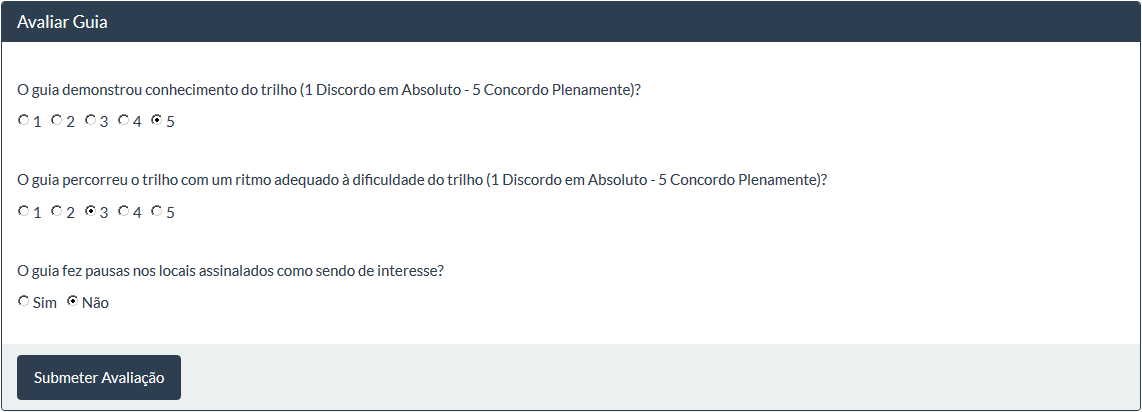 Avaliar Guia
O guia demonstrou conhecimento do trilho (1 Discordo em Absoluto - 5 Concordo Plenamente)?
1 2 3 4 5
O guia percorreu o trilho com um ritmo adequado à dificuldade do trilho (1 Discordo em Absoluto - 5 Concordo Plenamente)?
1 2 3 4 5
O guia fez pausas nos locais assinalados como sendo de interesse?
Sim Não
Submeter Avaliação